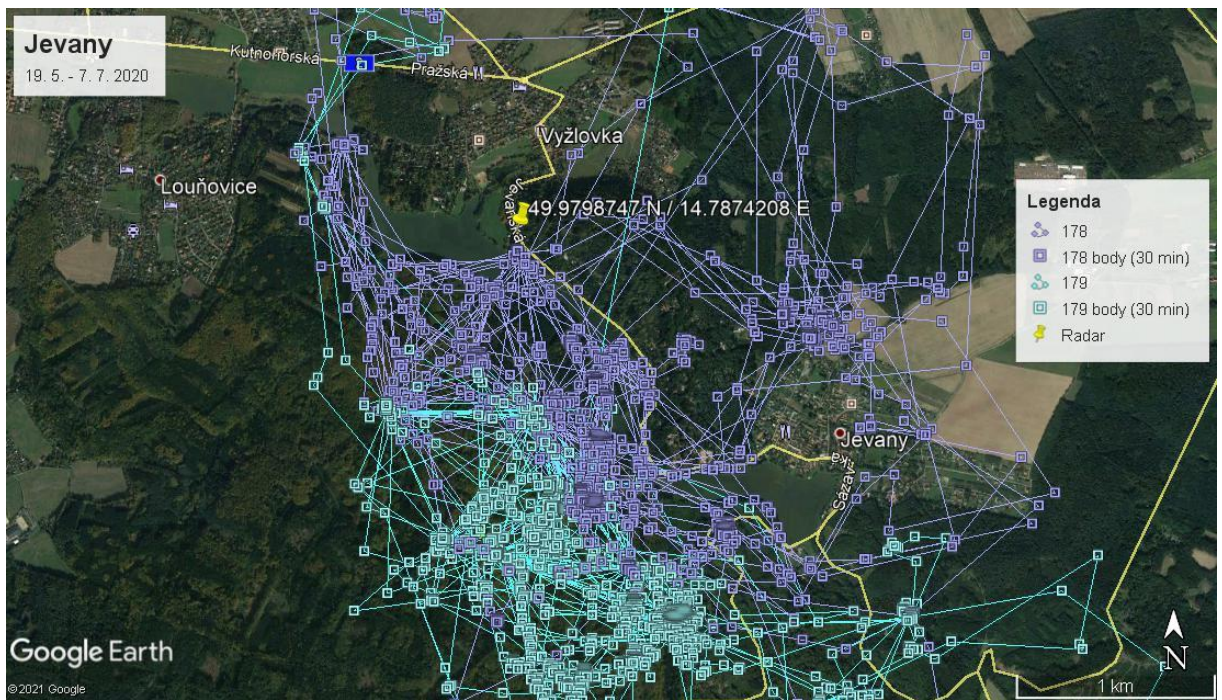 Jevany
19. 5. - 7. 7. 2020
Kutnohorská
Pražská
Vyžlovka
Louňovice
Jevanská
49.9798747 N / 14.7874208 E
Legenda
178
178 body (30 min)
179
179 body (30 min)
Radar
Jevany
Sázavská
N
Google Earth
1 km
©2021 Google